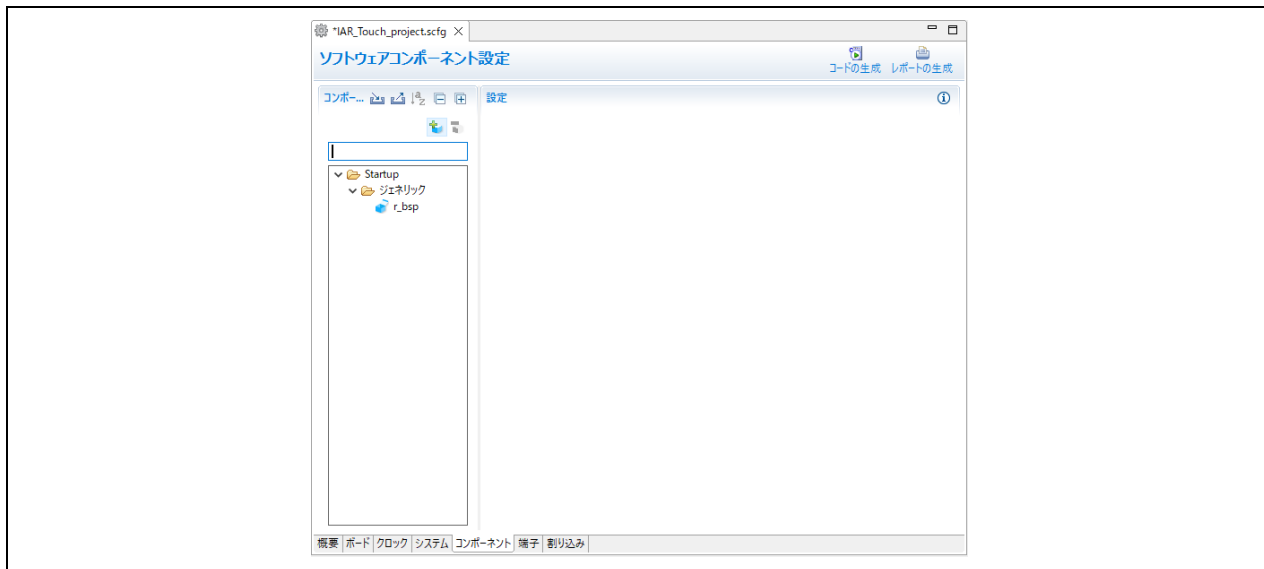 *IAR_Touch_project.scfg
ソフトウェアコンポーネント設定
コードの生成 レポートの生成
コンポー... 設定
Startup
ジェネリック
r_bsp
概要 ボード クロック システム コンポーネント 端子 割り込み